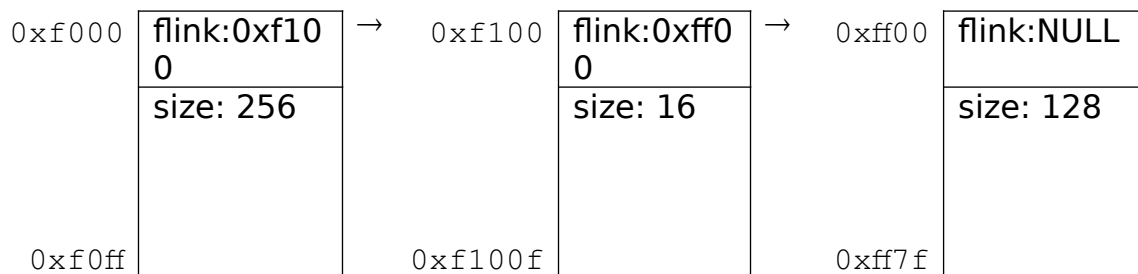 0xf000 flink:0xf10 → 0xf100 flink:0xff0 → 0xff00 flink:NULL
0 0
size: 256 size: 16 size: 128
0xf0ff 0xf100f 0xff7f